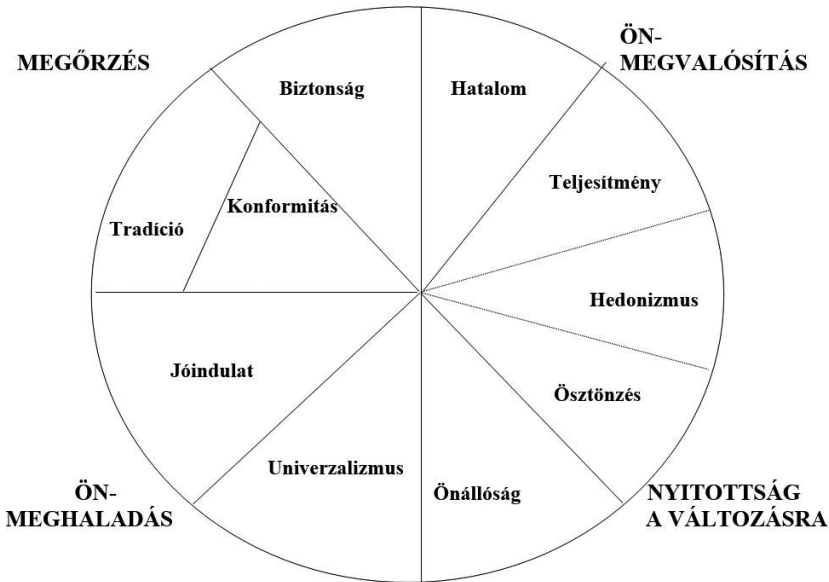 MEGŐRZÉS
ÖN-
MEGVALÓSÍTÁS
Biztonság
Hatalom
Teljesítmény
Konformitás
Tradíció
Hedonizmus
Jóindulat
Ösztönzés
Univerzalizmus
Önállóság
ÖN-
MEGHALADÁS
NYITOTTSÁG
A VÁLTOZÁSRA